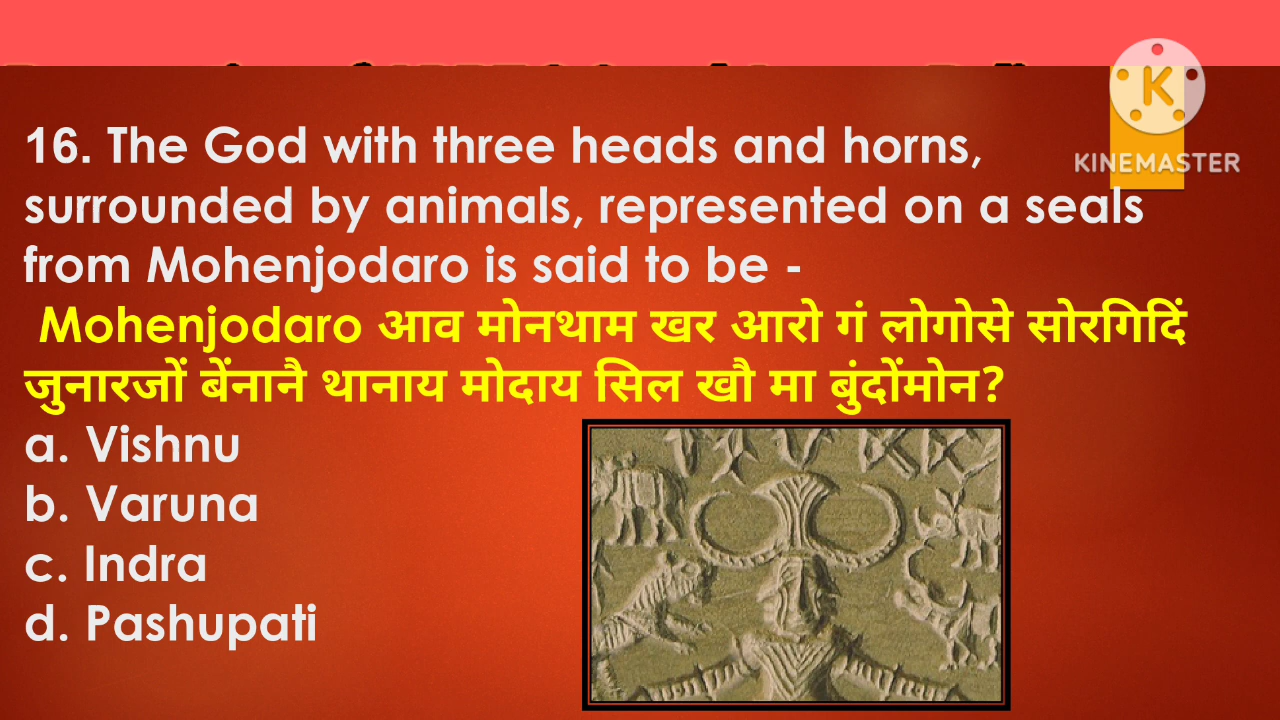 KINEMASTER
16. The God with three heads and horns,
surrounded by animals, represented on a seals
from Mohenjodaro is said to be -
Mohenjodaro आव मोनथाम खर आरो गं लोगोसे सोरगिदिं
जुनारजों बेंनानै थानाय मोदाय सिल खौ मा बुंदोंमोन?
a. Vishnu
b. Varuna
c. Indra
d. Pashupati